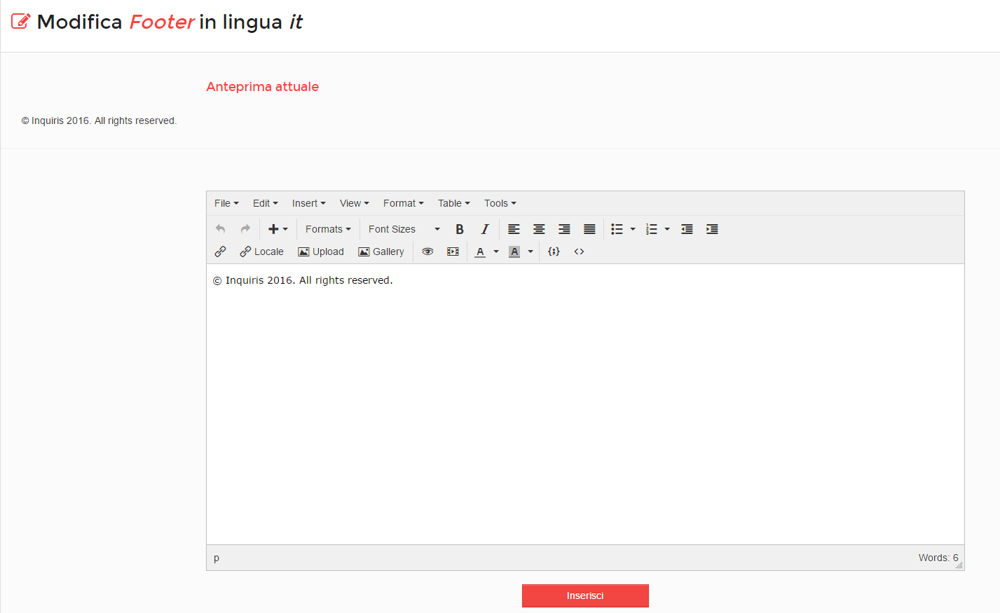 Modifica Footer in lingua it
Anteprima attuale
© Inquiris 2016. All rights reserved.
File Edit Insert View Format Table Tools
Formats Font Sizes B I
Locale Upload Gallery A A
© Inquiris 2016. All rights reserved.
p Words: 6
Inserisci